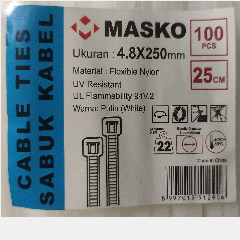 MASKO
100
PCS
Ukuran : 4.8X250mm
25CM
Material : Flexible Nylon
UV Resistant
UL Flammability 94V.2
Warna: Putih (White)
CABLE TIES
SABUK KABEL
22
Made in China